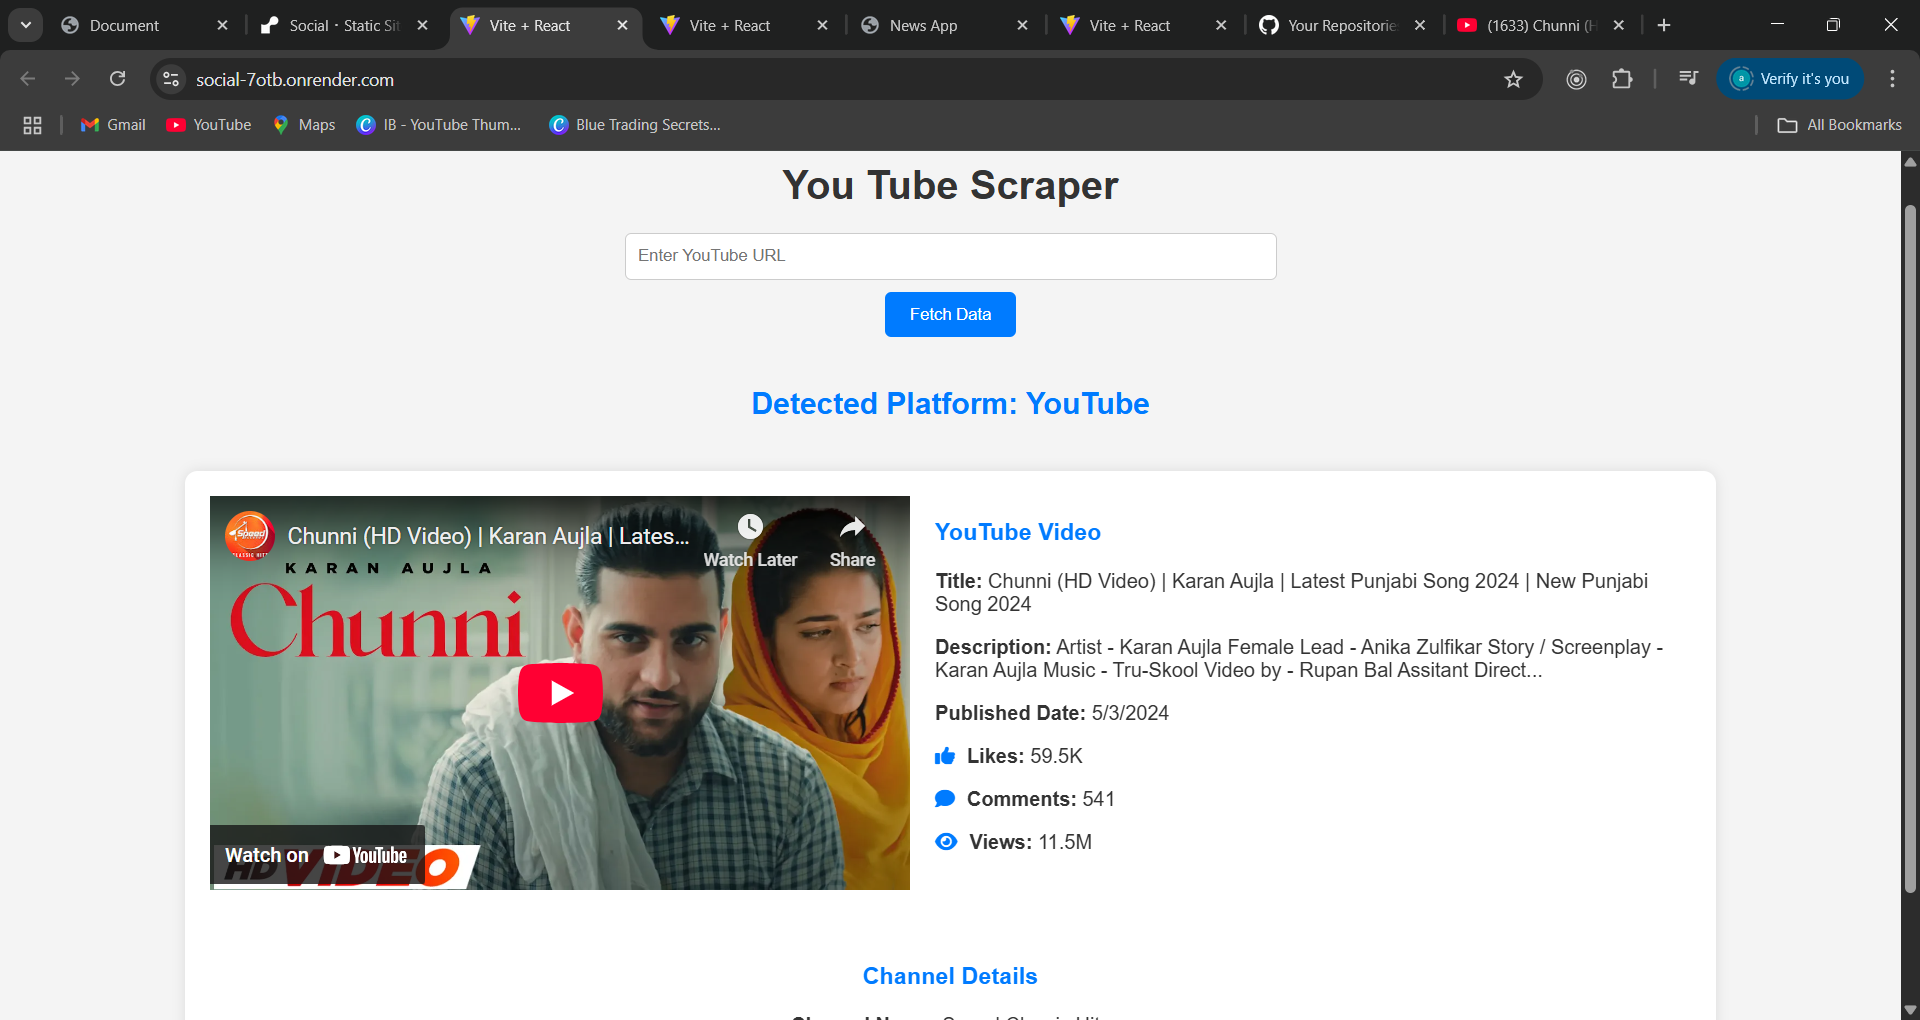 Document
Social · Static Sit
Vite + React
Vite + React
News App
Vite + React
Your Repositorie
(1633) Chunni (H
social-7otb.onrender.com
a
Verify it's you
Gmail
YouTube
Maps
IB - YouTube Thum...
Blue Trading Secrets...
All Bookmarks
You Tube Scraper
Enter YouTube URL
Fetch Data
Detected Platform: YouTube
Speed
CLASSIC HITZ
Chunni (HD Video) | Karan Aujla | Lates...
Watch Later
Share
KARAN AUJLA
Chunni
Watch on YouTube
HD VIDEO
YouTube Video
Title: Chunni (HD Video) | Karan Aujla | Latest Punjabi Song 2024 | New Punjabi
Song 2024
Description: Artist - Karan Aujla Female Lead - Anika Zulfikar Story / Screenplay -
Karan Aujla Music - Tru-Skool Video by - Rupan Bal Assitant Direct...
Published Date: 5/3/2024
Likes: 59.5K
Comments: 541
Views: 11.5M
Channel Details